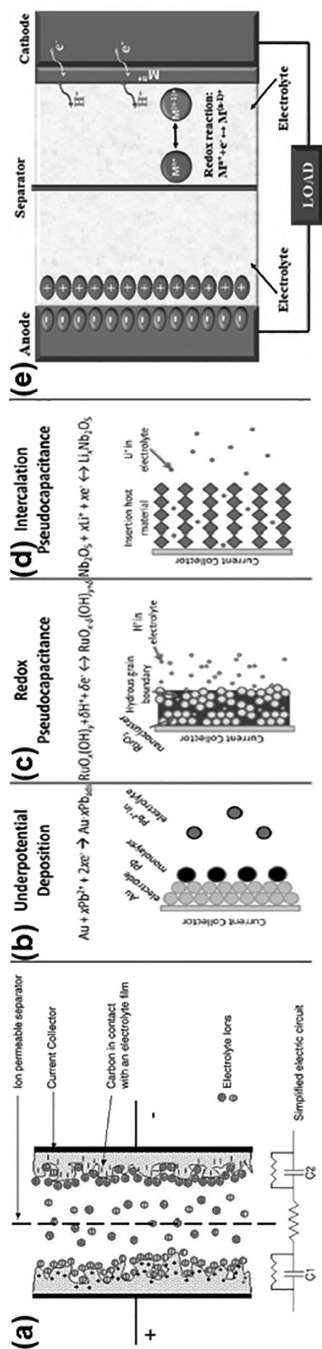 (a)
Ion permeable separator
Current Collector
Carbon in contact
with an electrolyte film
+
-
Electrolyte Ions
Simplified electric circuit
C1
C2
(b) Underpotential
Deposition
Au + xPb²⁺ + 2xe⁻ → Au·xPb_ads
Au
electrode
Pb
monolayer
Pb²⁺ in
electrolyte
Current Collector
(c) Redox
Pseudocapacitance
RuOₓ(OH)ᵧ + δH⁺ + δe⁻ ↔ RuOₓ₋δ(OH)ᵧ₊δ
RuO₂
nanocluster
Hydrous grain
boundary
H⁺ in
electrolyte
Current Collector
(d) Intercalation
Pseudocapacitance
Nb₂O₅ + xLi⁺ + xe⁻ ↔ LiₓNb₂O₅
Insertion host
material
Li⁺ in
electrolyte
Current Collector
(e)
Anode
Separator
Cathode
e⁻
e⁻
H⁺
H⁺
Redox reaction:
Electrolyte
Electrolyte
LOAD